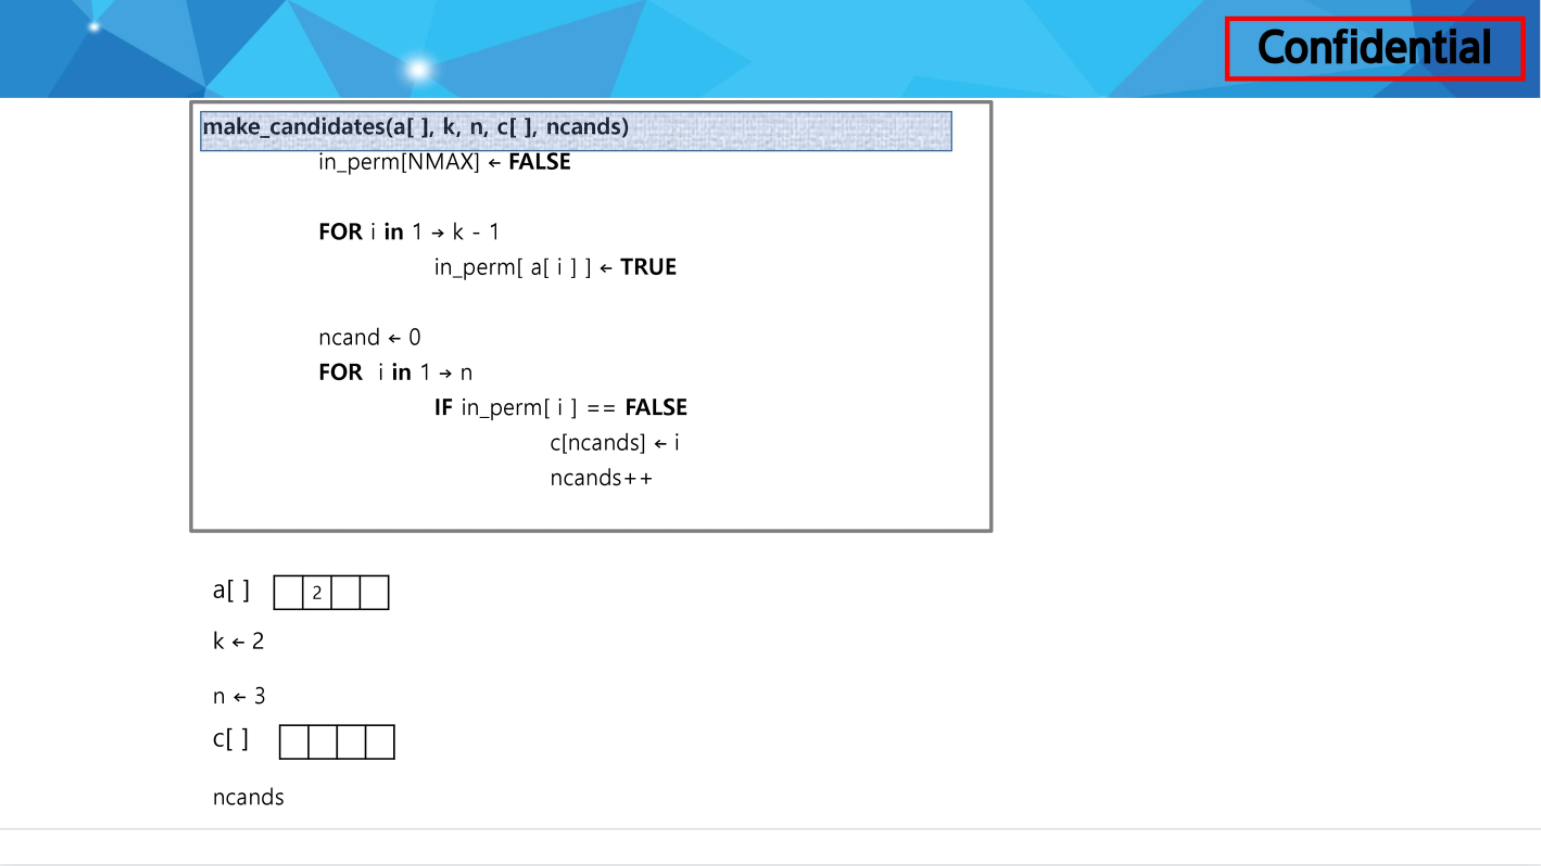 Confidential
make_candidates(a[ ], k, n, c[ ], ncands)
in_perm[NMAX] ← FALSE
FOR i in 1 → k - 1
in_perm[ a[ i ] ] ← TRUE
ncand ← 0
FOR i in 1 → n
IF in_perm[ i ] == FALSE
c[ncands] ← i
ncands++
a[ ] 2
k ← 2
n ← 3
c[ ]
ncands